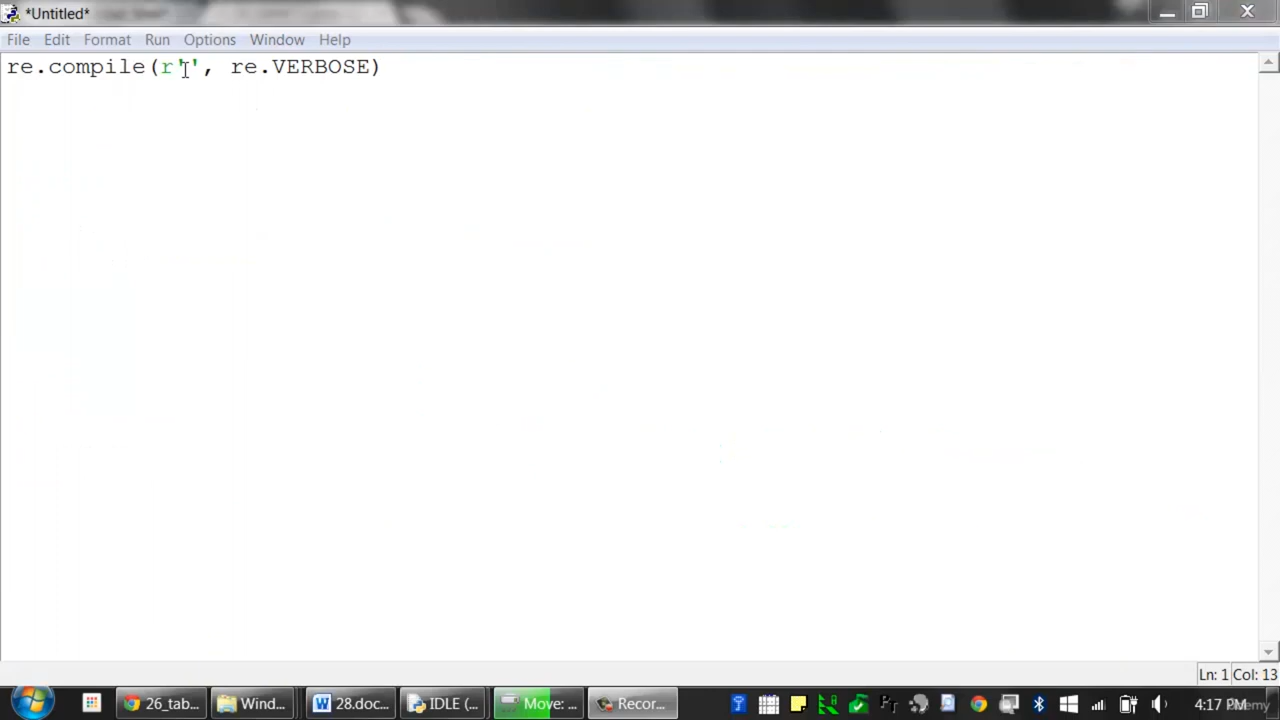 *Untitled*
File Edit Format Run Options Window Help
re.compile(r'', re.VERBOSE)
Ln: 1 Col: 13
26_tab... Wind... 28.doc... IDLE (... Move: ... Recor... 4:17 PM
Udemy